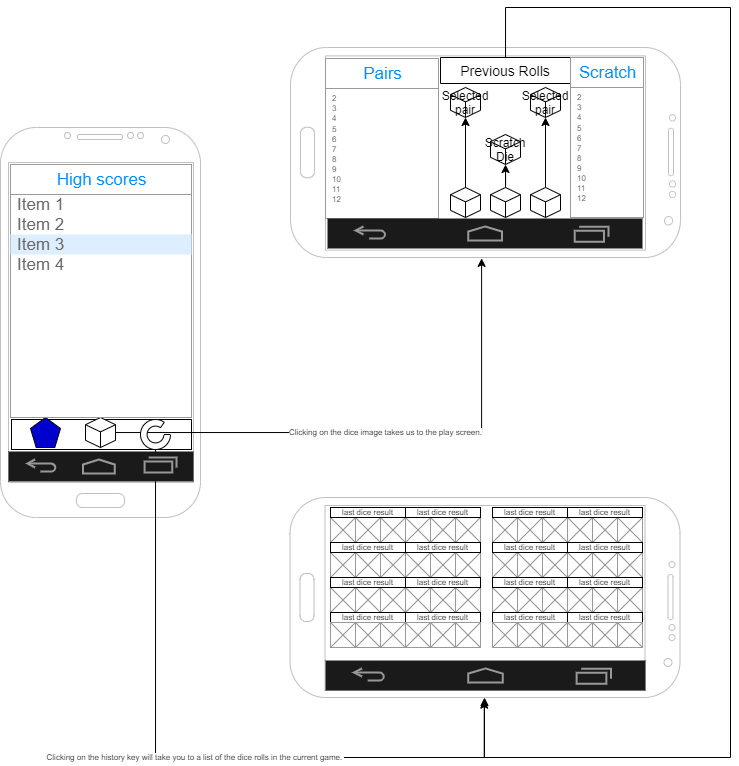 High scores
Item 1
Item 2
Item 3
Item 4
Pairs
2
3
4
5
6
7
8
9
10
11
12
Previous Rolls
Selected
pair
Selected
pair
Scratch
Die
Scratch
2
3
4
5
6
7
8
9
10
11
12
Clicking on the dice image takes us to the play screen.
last dice result last dice result last dice result last dice result
last dice result last dice result last dice result last dice result
last dice result last dice result last dice result last dice result
last dice result last dice result last dice result last dice result
Clicking on the history key will take you to a list of the dice rolls in the current game.